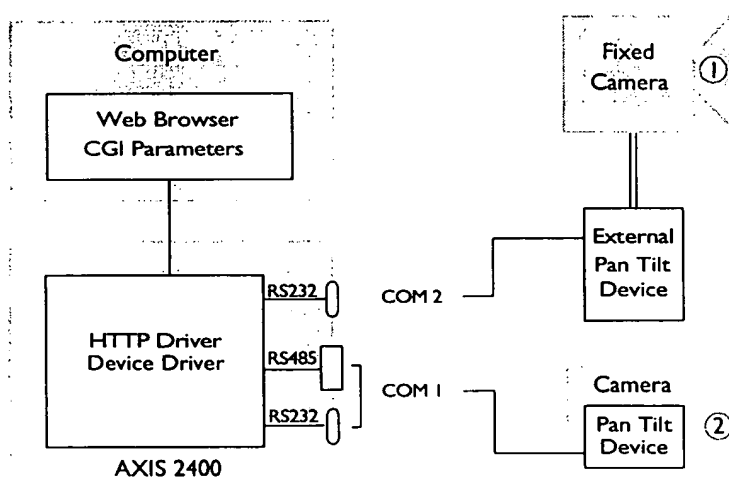 Computer
Web Browser
CGI Parameters
HTTP Driver
Device Driver
RS232
RS485
RS232
AXIS 2400
COM 2
COM 1
Fixed
Camera
①
External
Pan Tilt
Device
Camera
Pan Tilt
Device
②